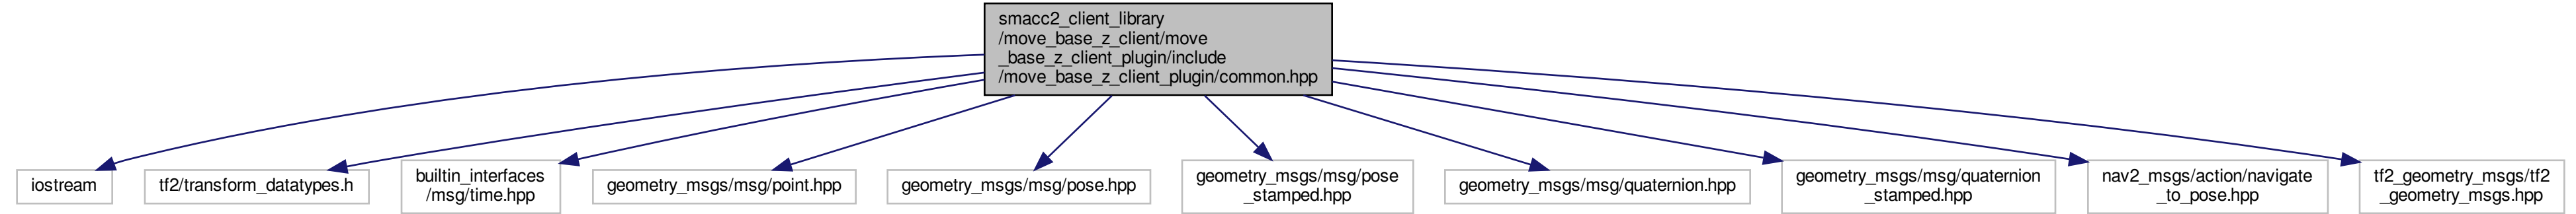 smacc2_client_library
/move_base_z_client/move
_base_z_client_plugin/include
/move_base_z_client_plugin/common.hpp
iostream
tf2/transform_datatypes.h
builtin_interfaces
/msg/time.hpp
geometry_msgs/msg/point.hpp
geometry_msgs/msg/pose.hpp
geometry_msgs/msg/pose
_stamped.hpp
geometry_msgs/msg/quaternion.hpp
geometry_msgs/msg/quaternion
_stamped.hpp
nav2_msgs/action/navigate
_to_pose.hpp
tf2_geometry_msgs/tf2
_geometry_msgs.hpp